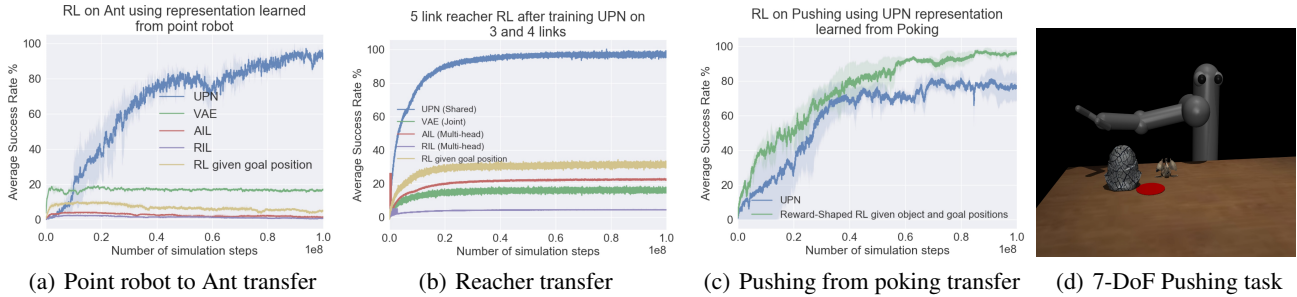 RL on Ant using representation learned
from point robot
Average Success Rate %
100
80
60
40
20
0
UPN
VAE
AIL
RIL
RL given goal position
0.0
0.2
0.4
0.6
0.8
1.0
1e8
Number of simulation steps
(a) Point robot to Ant transfer
5 link reacher RL after training UPN on
3 and 4 links
Average Success Rate %
100
80
60
40
20
0
UPN (Shared)
VAE (Joint)
AIL (Multi-head)
RIL (Multi-head)
RL given goal position
0.0
0.2
0.4
0.6
0.8
1.0
1e8
Number of simulation steps
(b) Reacher transfer
RL on Pushing using UPN representation
learned from Poking
Average Success Rate %
100
80
60
40
20
0
UPN
Reward-Shaped RL given object and goal positions
0.0
0.2
0.4
0.6
0.8
1.0
1e8
Number of simulation steps
(c) Pushing from poking transfer
(d) 7-DoF Pushing task